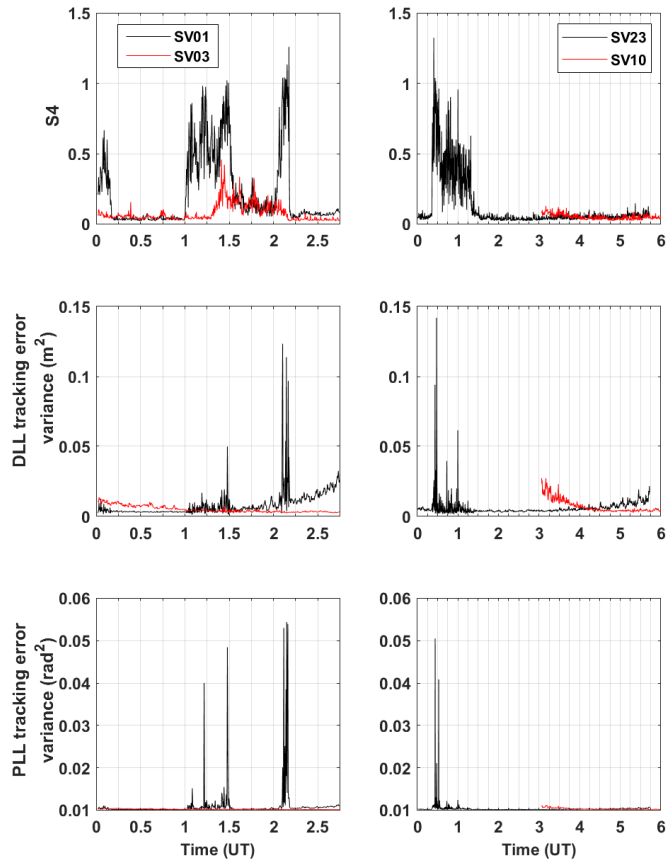 1.5
1
0.5
0
S4
SV01
SV03
0 0.5 1 1.5 2 2.5
1.5
1
0.5
0
SV23
SV10
0 1 2 3 4 5 6
0.15
0.1
0.05
0
DLL tracking error
variance (m²)
0 0.5 1 1.5 2 2.5
0.15
0.1
0.05
0
0 1 2 3 4 5 6
0.06
0.05
0.04
0.03
0.02
0.01
PLL tracking error
variance (rad²)
0 0.5 1 1.5 2 2.5
Time (UT)
0.06
0.05
0.04
0.03
0.02
0.01
0 1 2 3 4 5 6
Time (UT)